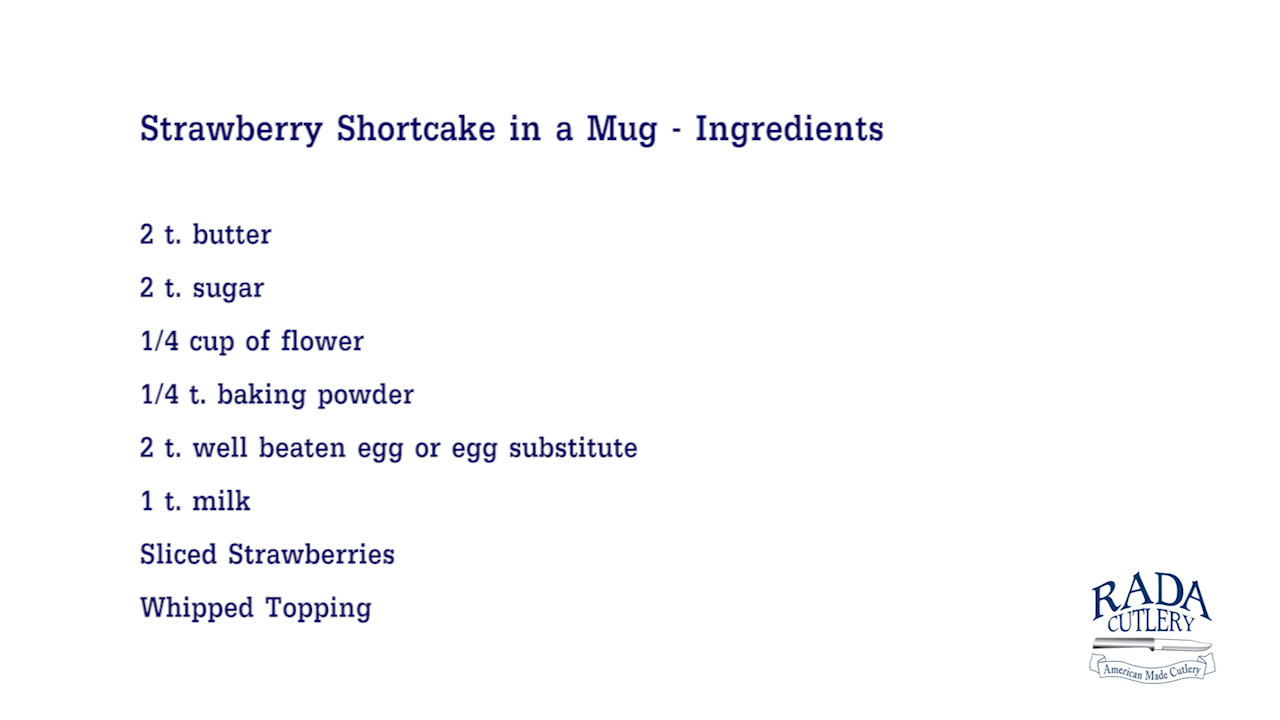 Strawberry Shortcake in a Mug - Ingredients
2 t. butter
2 t. sugar
1/4 cup of flower
1/4 t. baking powder
2 t. well beaten egg or egg substitute
1 t. milk
Sliced Strawberries
Whipped Topping
RADA
CUTLERY
American Made Cutlery